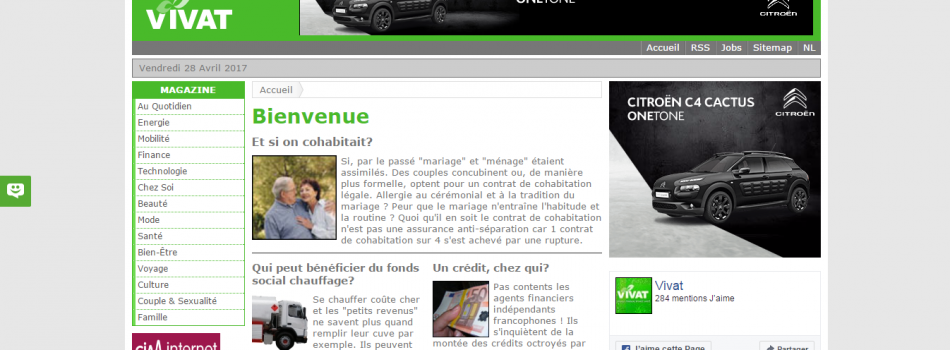 VIVAT
ONETONE
CITROËN
Accueil RSS Jobs Sitemap NL
Vendredi 28 Avril 2017
MAGAZINE
Au Quotidien
Energie
Mobilité
Finance
Technologie
Chez Soi
Beauté
Mode
Santé
Bien-Être
Voyage
Culture
Couple & Sexualité
Famille
Accueil
Bienvenue
Et si on cohabitait?
Si, par le passé "mariage" et "ménage" étaient
assimilés. Des couples concubinent ou, de manière
plus formelle, optent pour un contrat de cohabitation
légale. Allergie au cérémonial et à la tradition du
mariage ? Peur que le mariage n'entraîne l'habitude et
la routine ? Quoi qu'il en soit le contrat de cohabitation
n'est pas une assurance anti-séparation car 1 contrat
de cohabitation sur 4 s'est achevé par une rupture.
Qui peut bénéficier du fonds
social chauffage?
Se chauffer coûte cher
et les "petits revenus"
ne savent plus quand
remplir leur cuve par
exemple. Ils peuvent
Un crédit, chez qui?
Pas contents les
agents financiers
indépendants
francophones ! Ils
s'inquiètent de la
montée des crédits octroyés par
CITROËN C4 CACTUS
ONETONE
CITROËN
VIVAT
Vivat
284 mentions J'aime
J'aime cette Page
Partager
internet